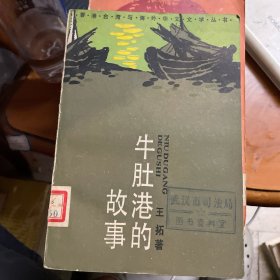 香·港·台·湾·与·海·外·华·文·文·学·丛·书
牛肚港的故事
NIUDUGANG
DEGUSHI
王拓著
武汉市司法局
图书资料室